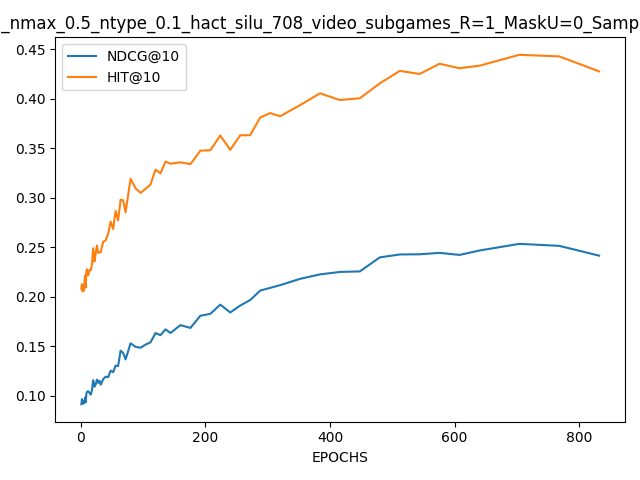 _nmax_0.5_ntype_0.1_hact_silu_708_video_subgames_R=1_MaskU=0_Samp
NDCG@10
HIT@10
0.45
0.40
0.35
0.30
0.25
0.20
0.15
0.10
0 200 400 600 800
EPOCHS